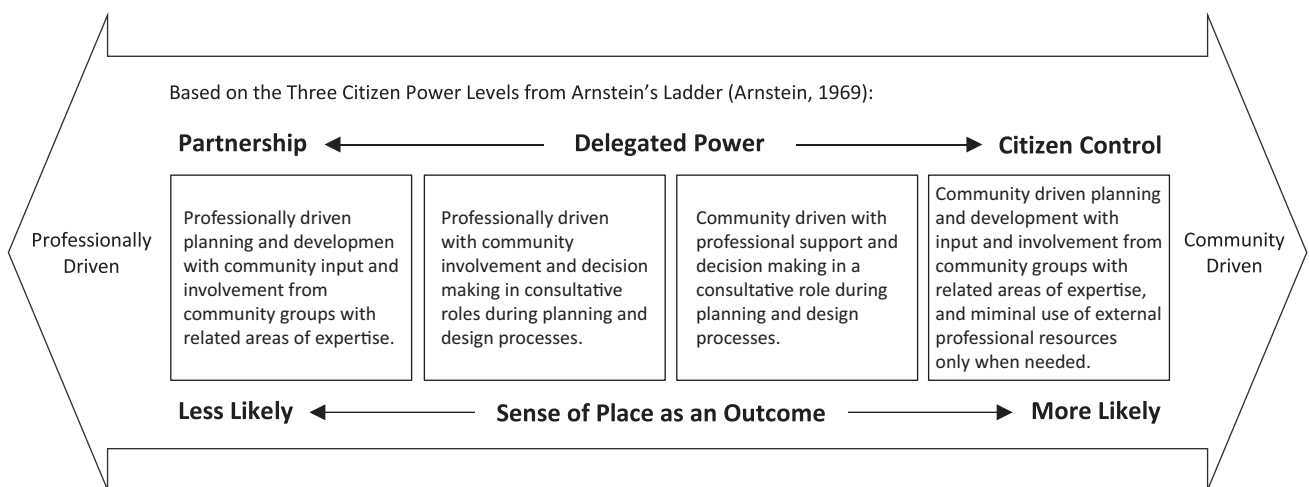 Based on the Three Citizen Power Levels from Arnstein's Ladder (Arnstein, 1969):
Partnership
Delegated Power
Citizen Control
Professionally
Driven
Professionally driven
planning and developmen
with community input and
involvement from
community groups with
related areas of expertise.
Professionally driven
with community
involvement and decision
making in consultative
roles during planning and
design processes.
Community driven with
professional support and
decision making in a
consultative role during
planning and design
processes.
Community driven planning
and development with
input and involvement from
community groups with
related areas of expertise,
and miminal use of external
professional resources
only when needed.
Community
Driven
Less Likely
Sense of Place as an Outcome
More Likely